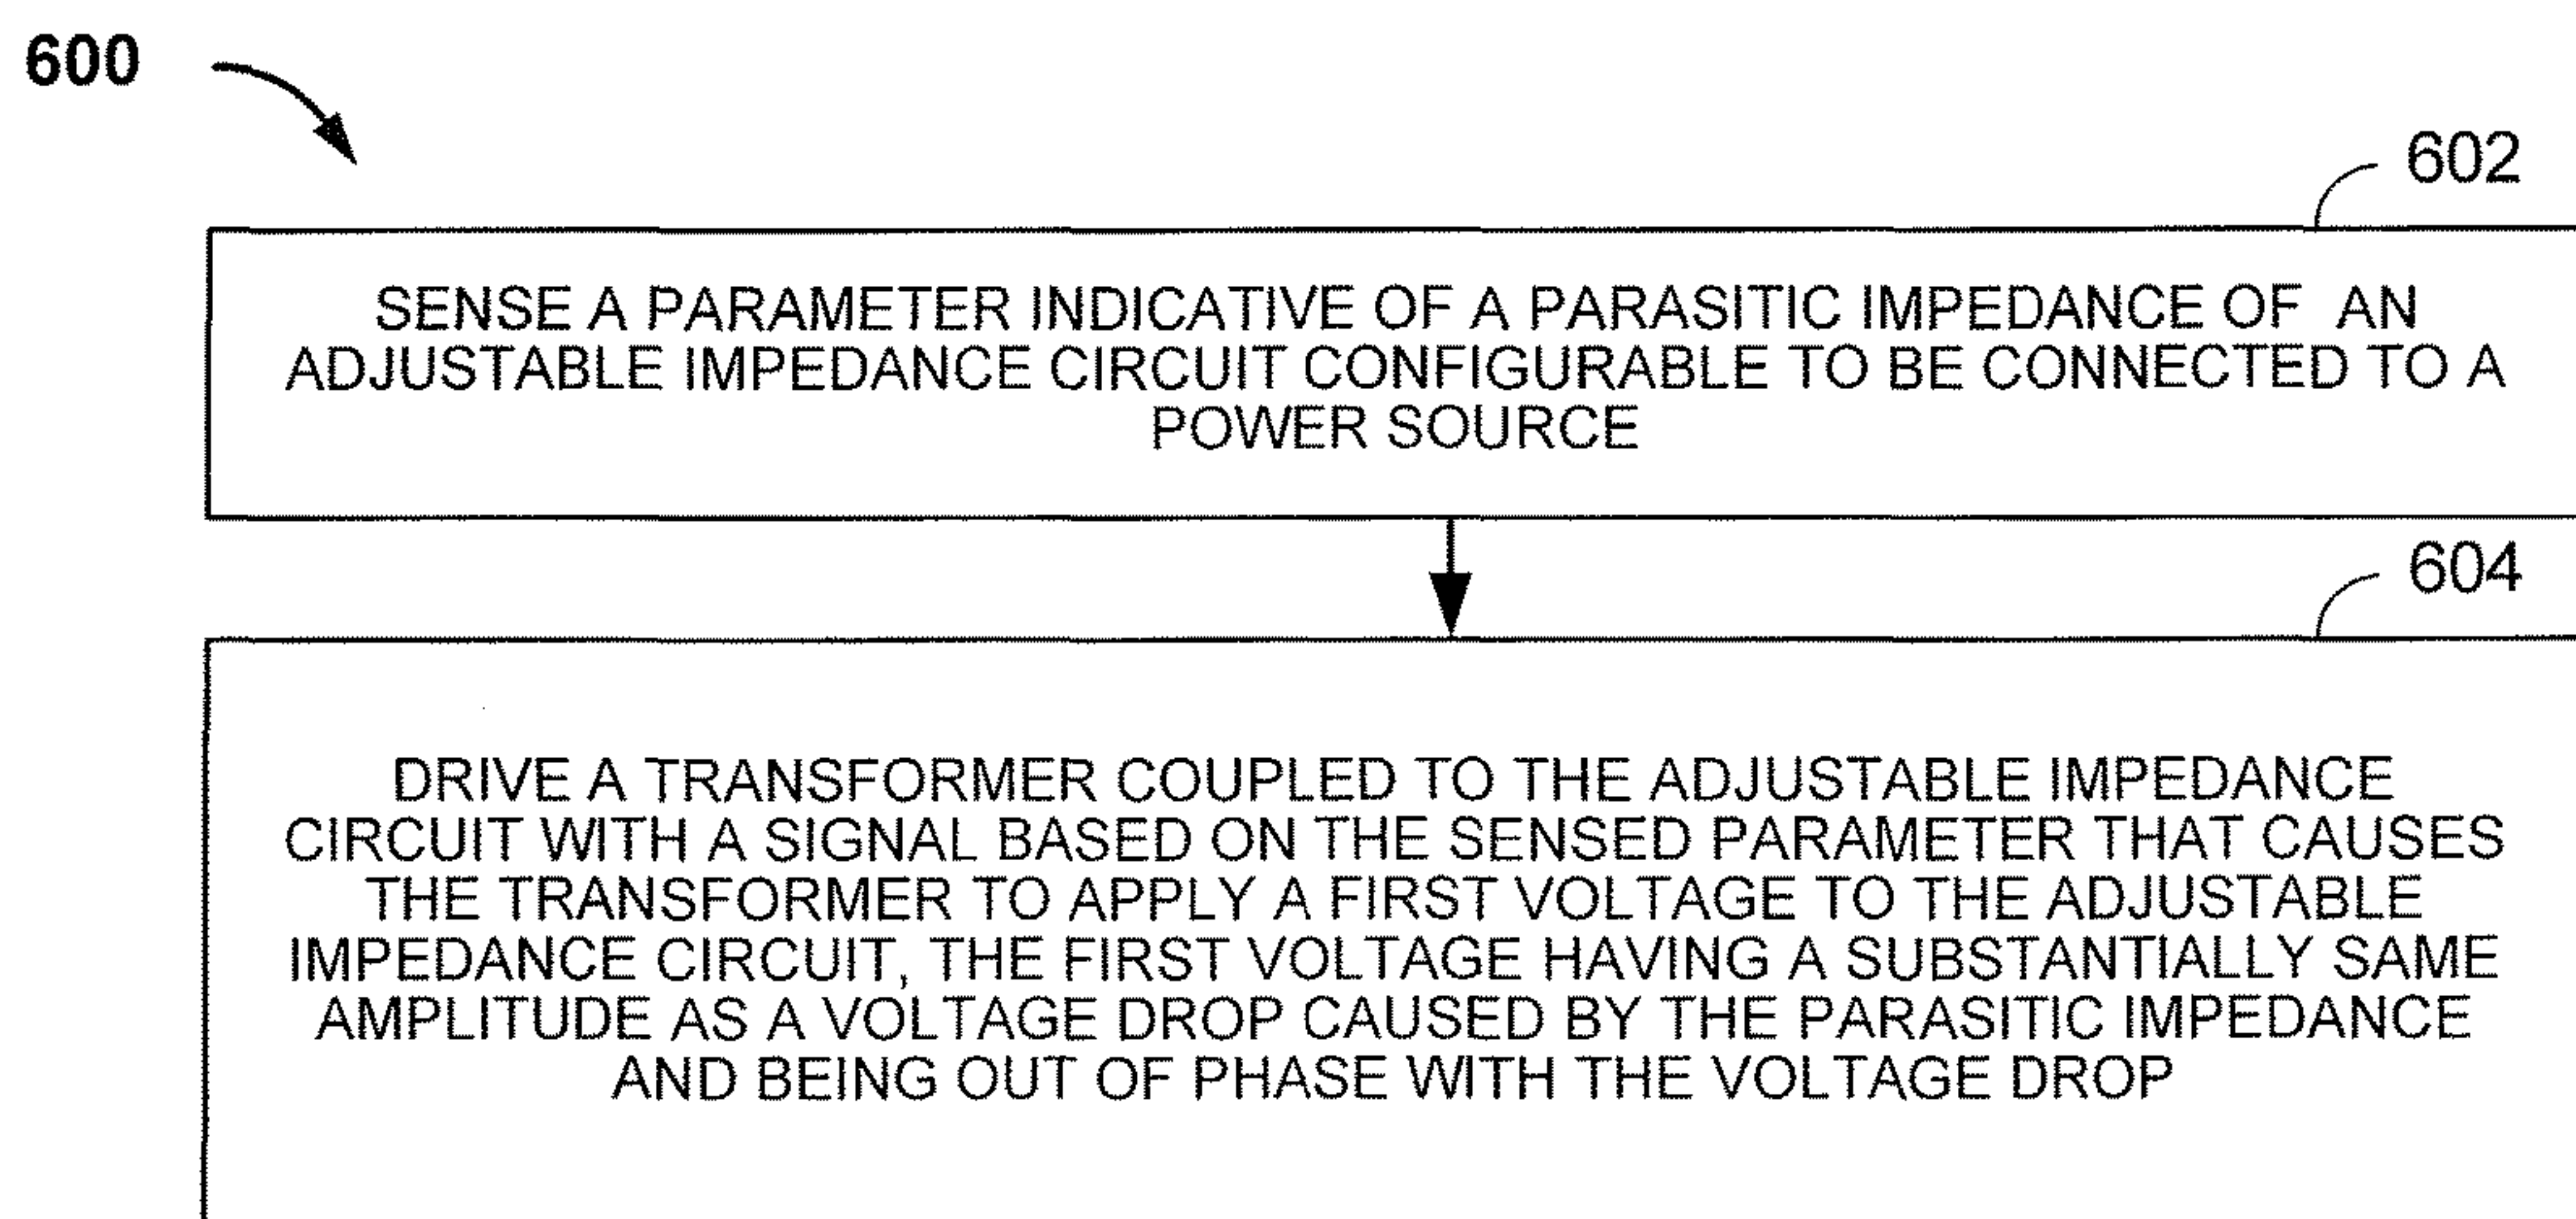 600
602
SENSE A PARAMETER INDICATIVE OF A PARASITIC IMPEDANCE OF AN
ADJUSTABLE IMPEDANCE CIRCUIT CONFIGURABLE TO BE CONNECTED TO A
POWER SOURCE
604
DRIVE A TRANSFORMER COUPLED TO THE ADJUSTABLE IMPEDANCE
CIRCUIT WITH A SIGNAL BASED ON THE SENSED PARAMETER THAT CAUSES
THE TRANSFORMER TO APPLY A FIRST VOLTAGE TO THE ADJUSTABLE
IMPEDANCE CIRCUIT, THE FIRST VOLTAGE HAVING A SUBSTANTIALLY SAME
AMPLITUDE AS A VOLTAGE DROP CAUSED BY THE PARASITIC IMPEDANCE
AND BEING OUT OF PHASE WITH THE VOLTAGE DROP